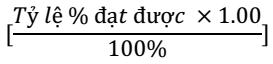 [Tỷ lệ % đạt được × 1.00
100%]